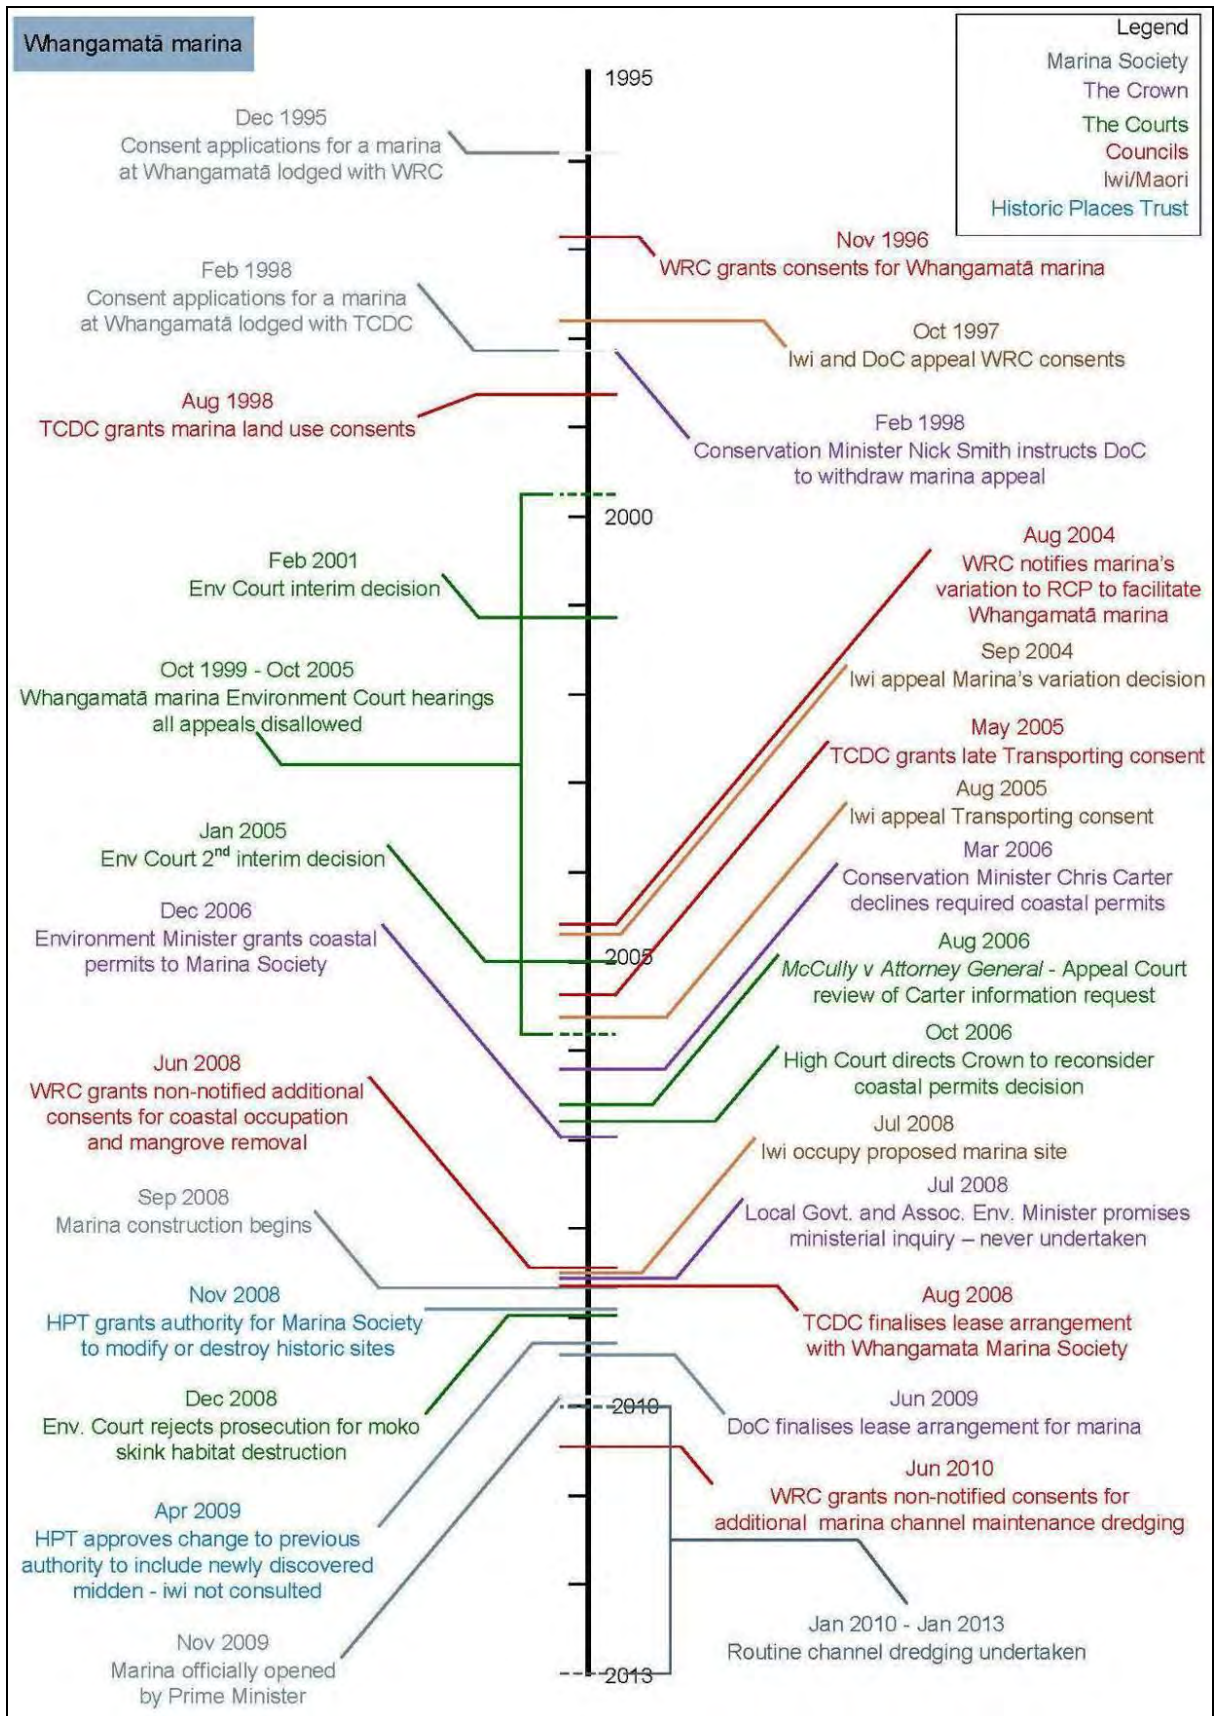 Whangamatā marina
Legend
Marina Society
The Crown
The Courts
Councils
Iwi/Maori
Historic Places Trust
1995
Dec 1995
Consent applications for a marina
at Whangamatā lodged with WRC
Nov 1996
WRC grants consents for Whangamatā marina
Feb 1998
Consent applications for a marina
at Whangamatā lodged with TCDC
Oct 1997
Iwi and DoC appeal WRC consents
Aug 1998
TCDC grants marina land use consents
Feb 1998
Conservation Minister Nick Smith instructs DoC
to withdraw marina appeal
2000
Feb 2001
Env Court interim decision
Aug 2004
WRC notifies marina's
variation to RCP to facilitate
Whangamatā marina
Oct 1999 - Oct 2005
Whangamatā marina Environment Court hearings
all appeals disallowed
Sep 2004
Iwi appeal Marina's variation decision
May 2005
TCDC grants late Transporting consent
Aug 2005
Iwi appeal Transporting consent
Jan 2005
Env Court 2nd interim decision
Mar 2006
Conservation Minister Chris Carter
declines required coastal permits
Dec 2006
Environment Minister grants coastal
permits to Marina Society
2005
Aug 2006
McCully v Attorney General - Appeal Court
review of Carter information request
Oct 2006
High Court directs Crown to reconsider
coastal permits decision
Jun 2008
WRC grants non-notified additional
consents for coastal occupation
and mangrove removal
Jul 2008
Iwi occupy proposed marina site
Sep 2008
Marina construction begins
Jul 2008
Local Govt. and Assoc. Env. Minister promises
ministerial inquiry – never undertaken
Nov 2008
HPT grants authority for Marina Society
to modify or destroy historic sites
Aug 2008
TCDC finalises lease arrangement
with Whangamata Marina Society
Dec 2008
Env. Court rejects prosecution for moko
skink habitat destruction
2010
Jun 2009
DoC finalises lease arrangement for marina
Jun 2010
WRC grants non-notified consents for
additional marina channel maintenance dredging
Apr 2009
HPT approves change to previous
authority to include newly discovered
midden - iwi not consulted
Jan 2010 - Jan 2013
Routine channel dredging undertaken
Nov 2009
Marina officially opened
by Prime Minister
2013